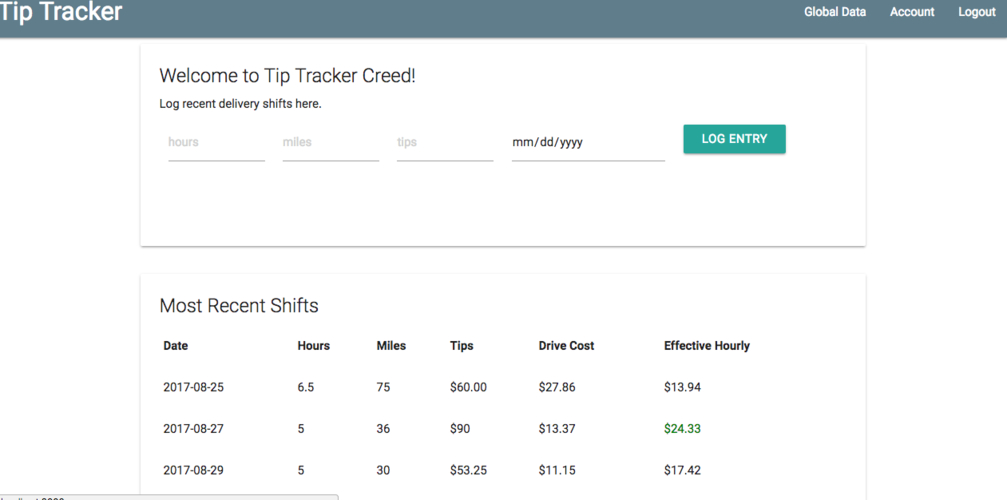 Tip Tracker
Global Data Account Logout
Welcome to Tip Tracker Creed!
Log recent delivery shifts here.
hours miles tips mm/dd/yyyy LOG ENTRY
Most Recent Shifts
Date Hours Miles Tips Drive Cost Effective Hourly
2017-08-25 6.5 75 $60.00 $27.86 $13.94
2017-08-27 5 36 $90 $13.37 $24.33
2017-08-29 5 30 $53.25 $11.15 $17.42